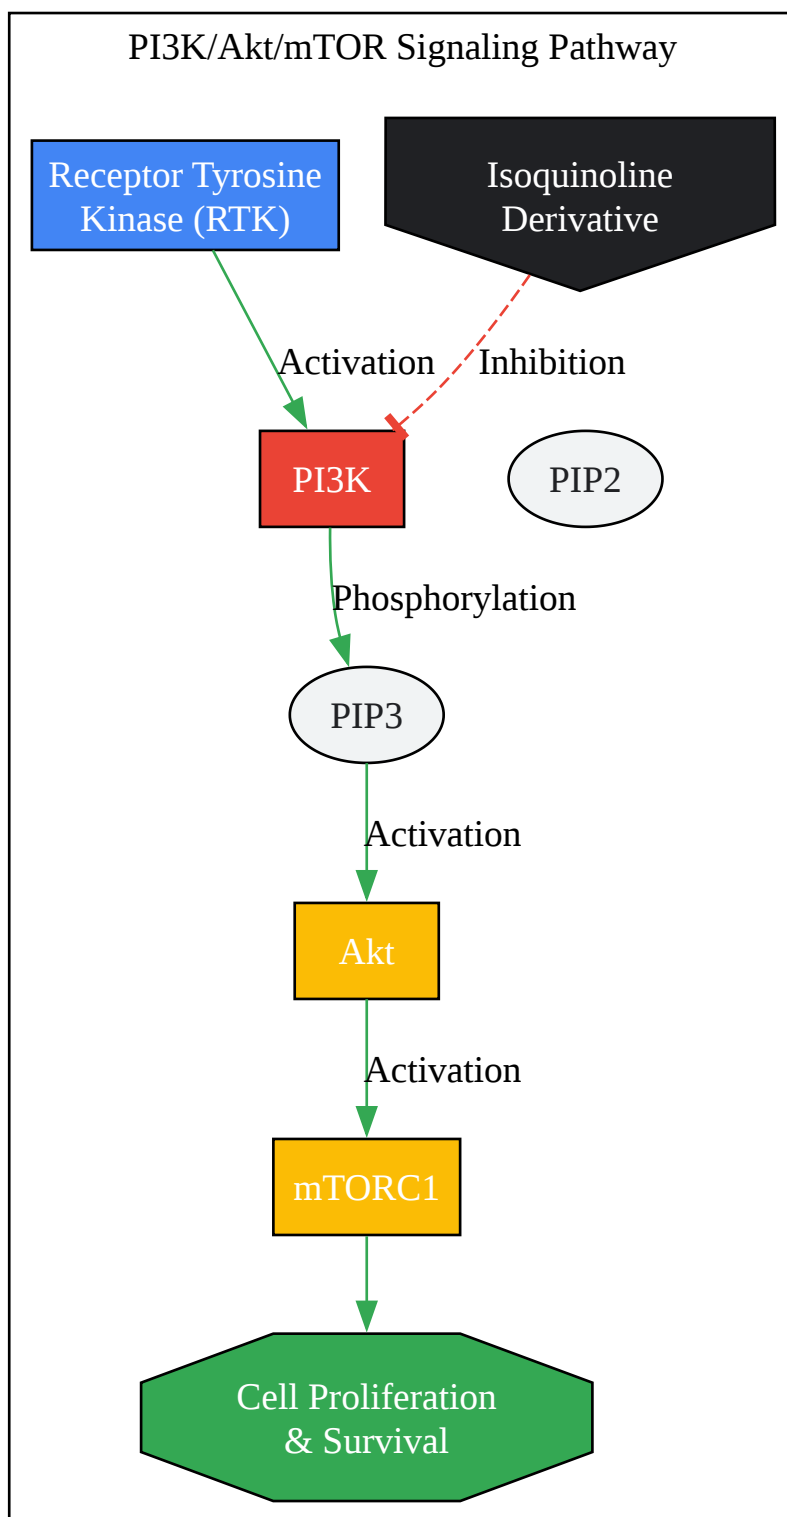 PI3K/Akt/mTOR Signaling Pathway
Receptor Tyrosine
Kinase (RTK)
Isoquinoline
Derivative
Activation
Inhibition
PI3K
PIP2
Phosphorylation
PIP3
Activation
Akt
Activation
mTORC1
Cell Proliferation
& Survival